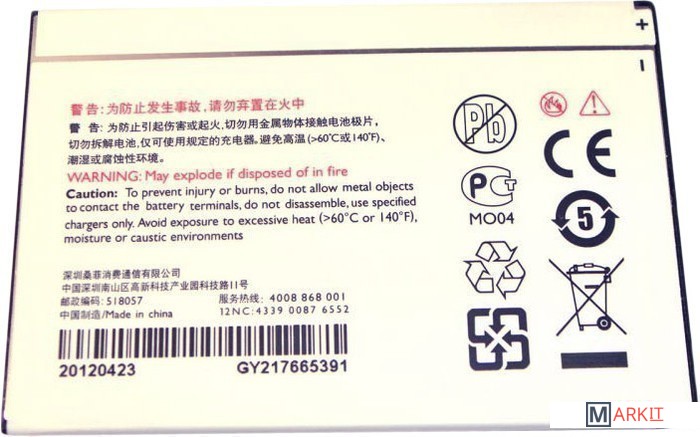 +
-
警告:为防止发生事故,请勿弃置在火中
警告:为防止引起伤害或起火,切勿用金属物体接触电池极片,
切勿拆解电池,仅可使用规定的充电器。避免高温(>60℃或140℉)、
潮湿或腐蚀性环境。
WARNING: May explode if disposed of in fire
Caution: To prevent injury or burns, do not allow metal objects
to contact the battery terminals, do not disassemble, use specified
chargers only. Avoid exposure to excessive heat (>60°C or 140°F),
moisture or caustic environments
Pb
CE
PCT
MO04
5
深圳桑菲消费通信有限公司
中国深圳南山区高新科技产业园科技路11号
邮政编码: 518057 服务热线: 4008 868 001
中国制造/Made in china 12NC: 4339 0087 6552
20120423 GY217665391
MARKIT